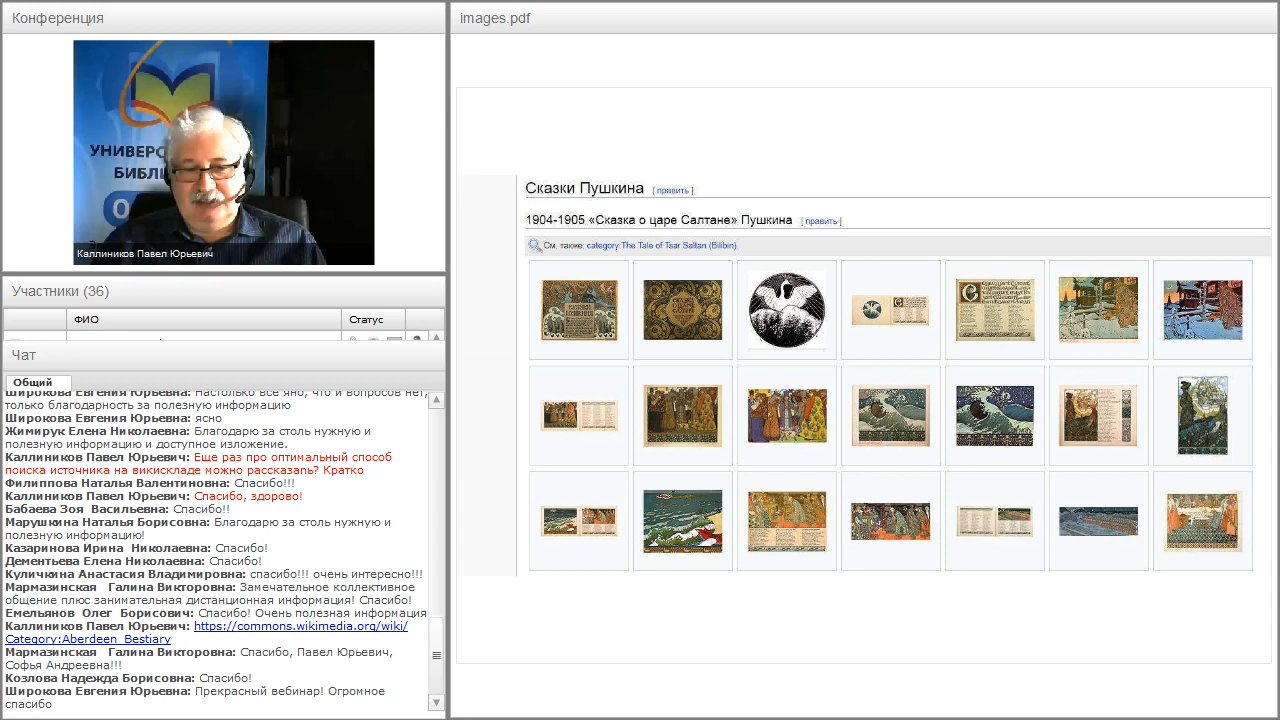 Конференция
УНИВЕРС
БИБЛ
Каллиников Павел Юрьевич
Участники (36)
ФИО
Статус
Чат
Общий
Широкова Евгения Юрьевна: Настолько все яно, что и вопросов нет,
только благодарность за полезную информацию
Широкова Евгения Юрьевна: ясно
Жимирук Елена Николаевна: Благодарю за столь нужную и
полезную информацию и доступное изложение.
Каллиников Павел Юрьевич: Еще раз про оптимальный способ
поиска источника на викискладе можно рассказаnь? Кратко
Филиппова Наталья Валентиновна: Спасибо!!!
Каллиников Павел Юрьевич: Спасибо, здорово!
Бабаева Зоя Васильевна: Спасибо!!
Марушкина Наталья Борисовна: Благодарю за столь нужную и
полезную информацию!
Казаринова Ирина Николаевна: Спасибо!
Дементьева Елена Николаевна: Спасибо!
Куличкина Анастасия Владимировна: спасибо!!! очень интересно!!!
Мармазинская Галина Викторовна: Замечательное коллективное
общение плюс занимательная дистанционная информация! Спасибо!
Емельянов Олег Борисович: Спасибо! Очень полезная информация
Каллиников Павел Юрьевич: https://commons.wikimedia.org/wiki/
Category:Aberdeen_Bestiary
Мармазинская Галина Викторовна: Спасибо, Павел Юрьевич,
Софья Андреевна!!!
Козлова Надежда Борисовна: Спасибо!
Широкова Евгения Юрьевна: Прекрасный вебинар! Огромное
спасибо
images.pdf
Сказки Пушкина [ править ]
1904-1905 «Сказка о царе Салтане» Пушкина [ править ]
См. также: category:The Tale of Tsar Saltan (Bilibin)